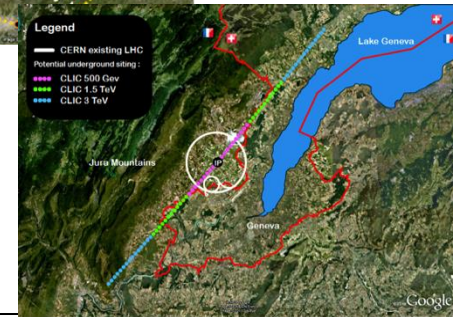 Legend
CERN existing LHC
Potential underground siting :
CLIC 500 Gev
CLIC 1.5 TeV
CLIC 3 TeV
Lake Geneva
Jura Mountains
IP
Geneva
Google